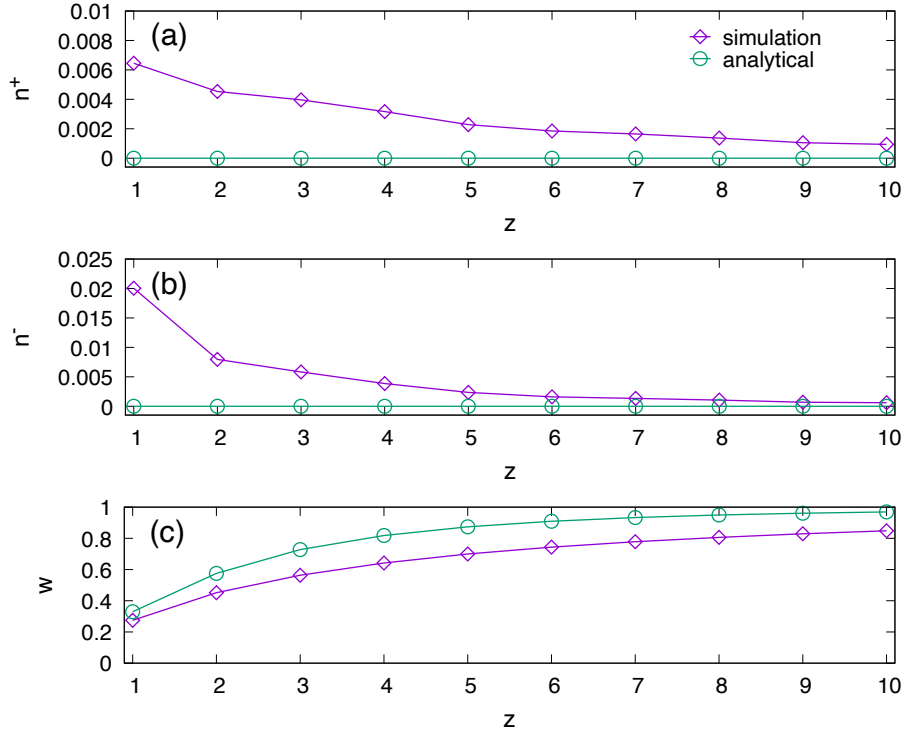 0.01
0.008
0.006
0.004
0.002
0
n+
(a)
simulation
analytical
1 2 3 4 5 6 7 8 9 10
z
0.025
0.02
0.015
0.01
0.005
0
n-
(b)
1 2 3 4 5 6 7 8 9 10
z
1
0.8
0.6
0.4
0.2
0
w
(c)
1 2 3 4 5 6 7 8 9 10
z